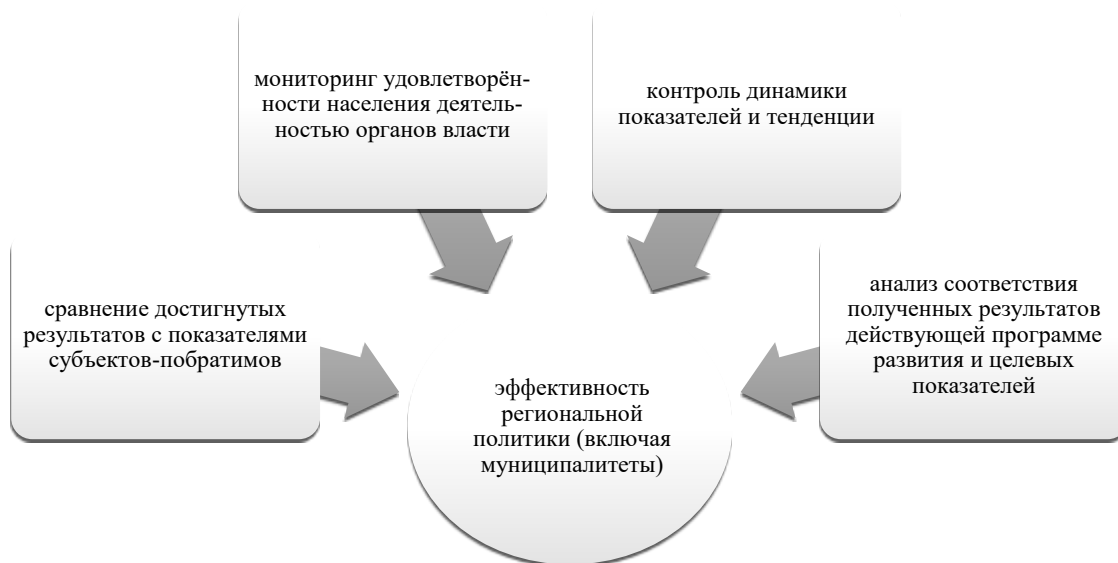 мониторинг удовлетворён-
ности населения деятель-
ностью органов власти
контроль динамики
показателей и тенденции
сравнение достигнутых
результатов с показателями
субъектов-побратимов
анализ соответствия
полученных результатов
действующей программе
развития и целевых
показателей
эффективность
региональной
политики (включая
муниципалитеты)